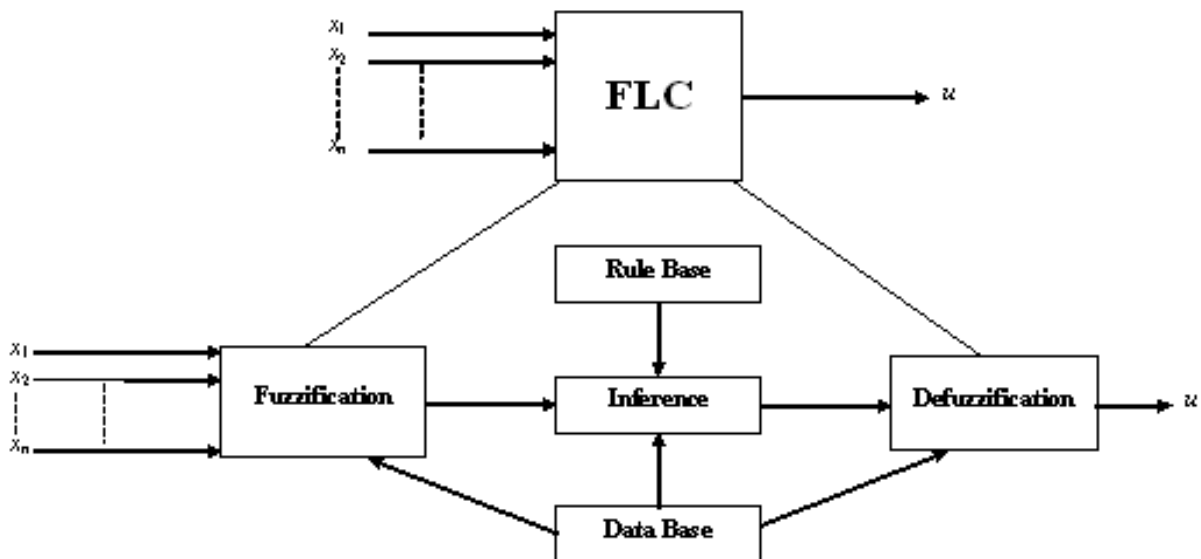 x₁
x₂
xₙ
FLC
u
Rule Base
x₁
x₂
xₙ
Fuzzification
Inference
Defuzzification
u
Data Base